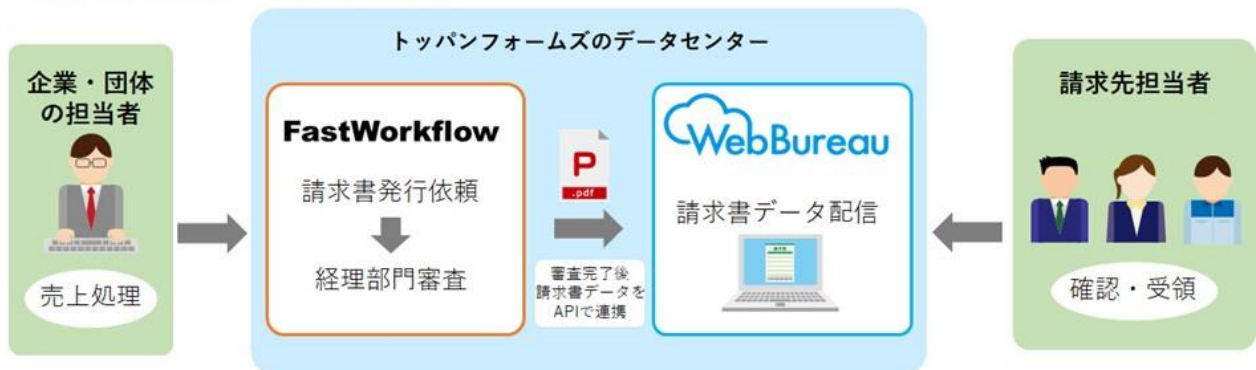 トッパンフォームズのデータセンター
企業・団体
の担当者
売上処理
FastWorkflow
請求書発行依頼
経理部門審査
P
.pdf
審査完了後
請求書データを
APIで連携
WebBureau
請求書データ配信
請求書
請求先担当者
確認・受領